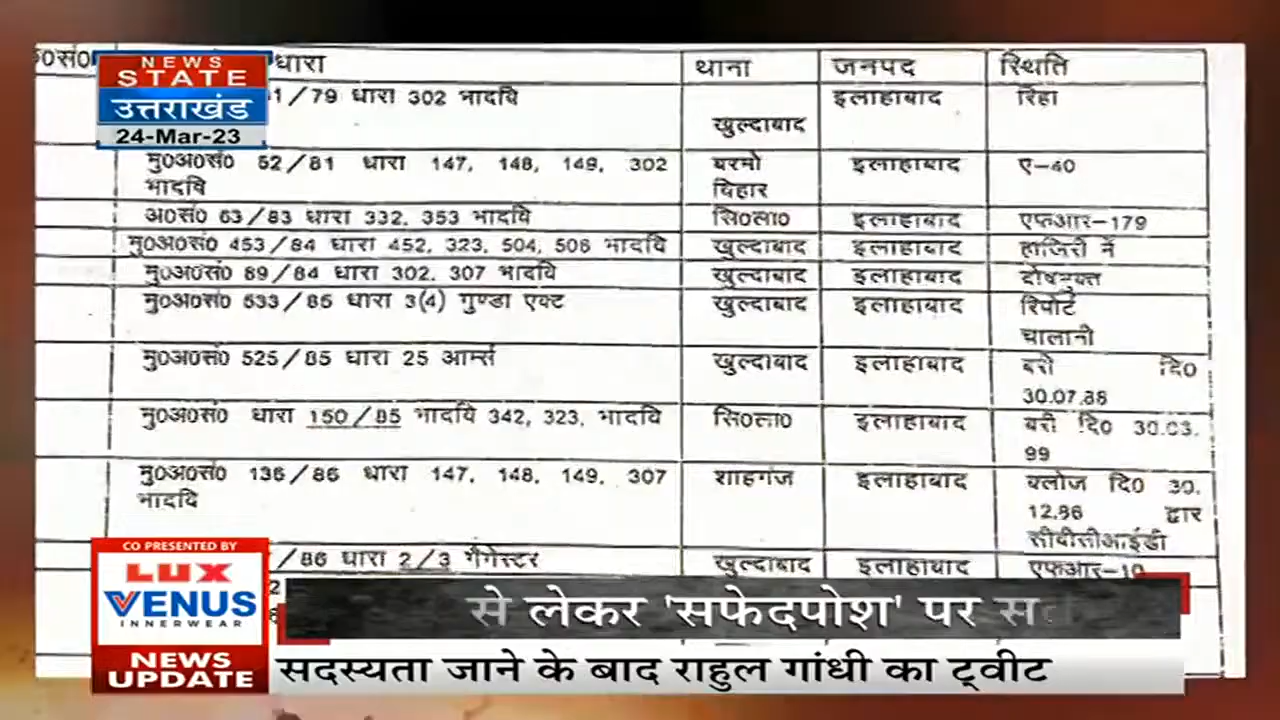 0सं0 धारा थाना जनपद स्थिति
NEWS
STATE
उत्तराखंड
24-Mar-23
1/79 धारा 302 भादवि इलाहाबाद रिहा
खुल्दाबाद
मु0अ0सं0 52/81 धारा 147, 148, 149, 302 बरमो इलाहाबाद ए-40
भादवि विहार
अ0सं0 63/83 धारा 332, 353 भादवि सि0ला0 इलाहाबाद एफआर-179
मु0अ0सं0 453/84 धारा 452, 323, 504, 506 भादवि खुल्दाबाद इलाहाबाद हाजिरी में
मु0अ0सं0 89/84 धारा 302, 307 भादवि खुल्दाबाद इलाहाबाद दोषमुक्त
मु0अ0सं0 533/85 धारा 3(4) गुण्डा एक्ट खुल्दाबाद इलाहाबाद रिपोर्ट
चालानी
मु0अ0सं0 525/85 धारा 25 आर्म्स खुल्दाबाद इलाहाबाद बरी दि0
30.07.88
मु0अ0सं0 धारा 150/85 भादवि 342, 323, भादवि सि0ला0 इलाहाबाद बरी दि0 30.03.
99
मु0अ0सं0 136/86 धारा 147, 148, 149, 307 शाहगंज इलाहाबाद क्लोज दि0 30.
भादवि 12.86 द्वार
सीवीसीआईडी
/86 धारा 2/3 गैंगेस्टर खुल्दाबाद इलाहाबाद एफआर-10
CO PRESENTED BY
LUX
VENUS
INNERWEAR
NEWS
UPDATE
से लेकर 'सफेदपोश' पर
सदस्यता जाने के बाद राहुल गांधी का ट्वीट